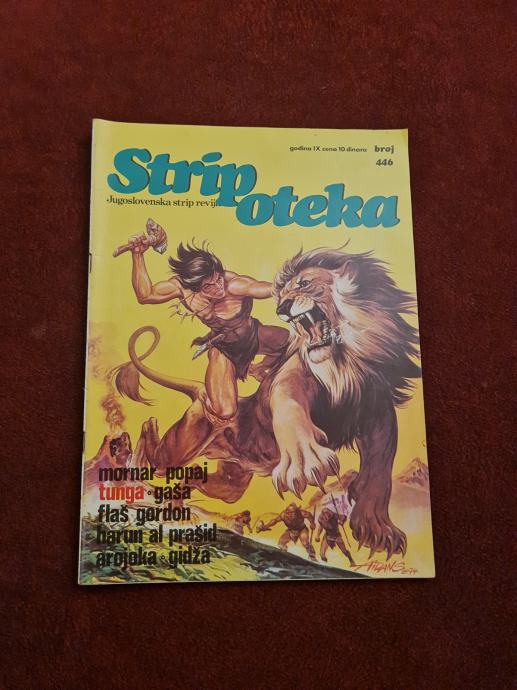 godina IX cena 10 dinara broj
446
Strip
Jugoslovenska strip revija
oteka
mornar popaj
tunga • gaša
flaš gordon
harun al prašid
arojoka • gidža